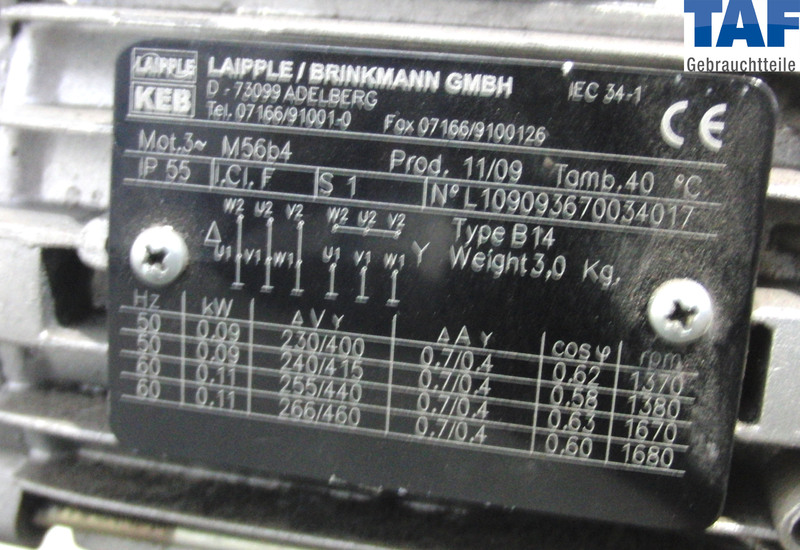 TAF
Gebrauchtteile
LAIPPLE
KEB
LAIPPLE / BRINKMANN GMBH
IEC 34-1
D - 73099 ADELBERG
Tel. 07166/91001-0 Fax 07166/9100126
CE
Mot.3~ M56b4 Prod. 11/09 Tamb. 40 °C
IP 55 I.Cl. F S 1 N° L109093670034017
W2 U2 V2 W2 U2 V2
Type B14
Δ U1 V1 W1 U1 V1 W1 Y
Weight 3,0 Kg.
Hz kW Δ V Y Δ A Y cos φ rpm
50 0.09 230/400 0.7/0.4 0.62 1370
50 0.09 240/415 0.7/0.4 0.58 1380
60 0.11 255/440 0.7/0.4 0.63 1670
60 0.11 266/460 0.7/0.4 0.60 1680